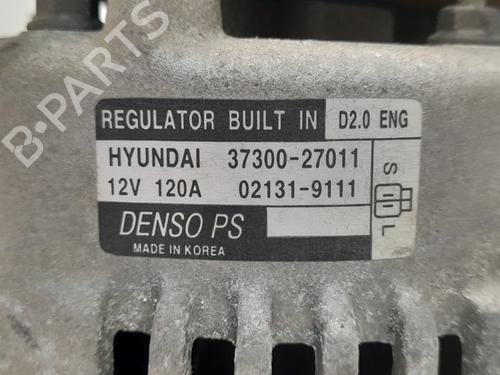 B-PARTS
REGULATOR BUILT IN D2.0 ENG
HYUNDAI 37300-27011
12V 120A 02131-9111
S
L
DENSO PS
MADE IN KOREA